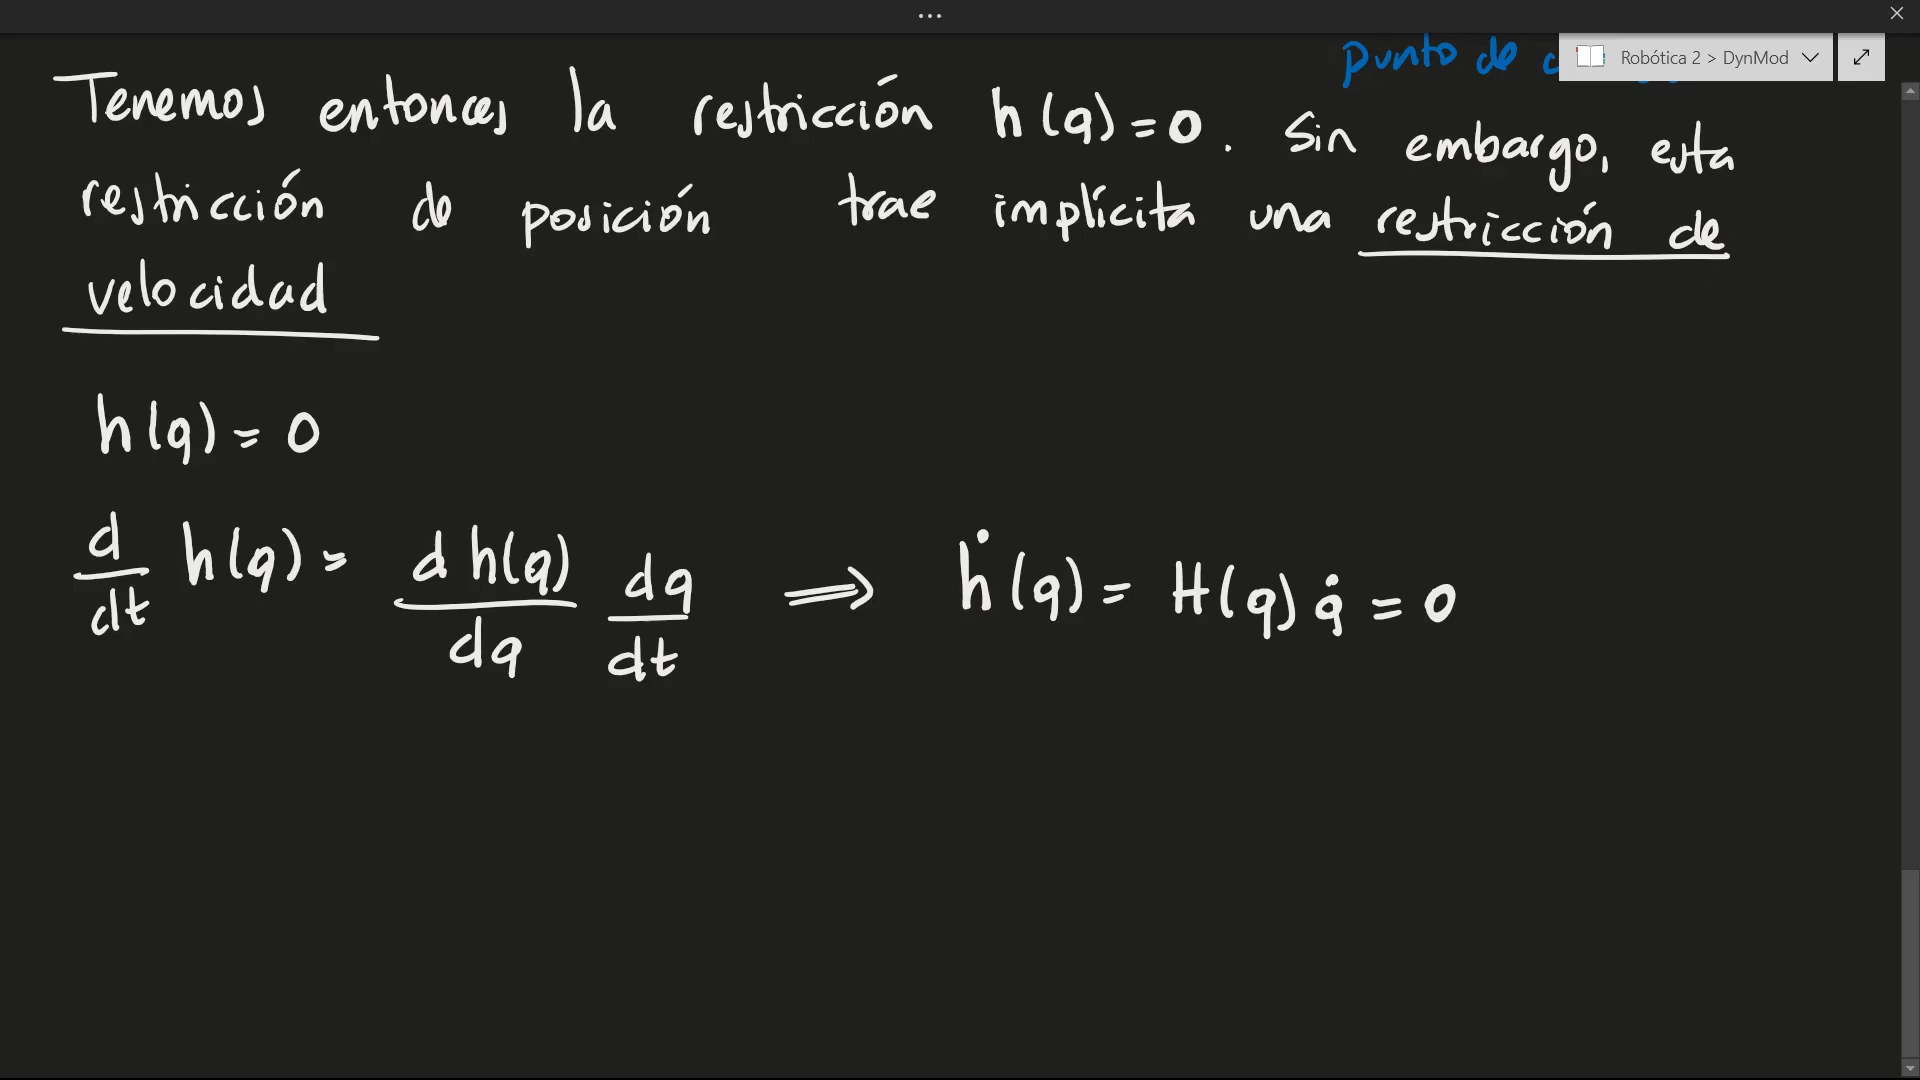 punto de
Robótica 2 > DynMod
Tenemos entonces la restricción h(q) = 0. Sin embargo, esta
restricción de posición trae implícita una restricción de
velocidad
h(q) = 0
d/dt h(q) = d h(q)/dq dq/dt ⟹ ḣ(q) = H(q) q̇ = 0